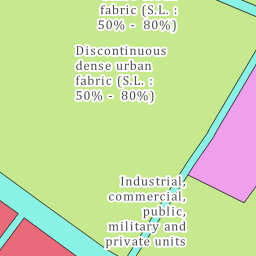 fabric (S.L. :
50% - 80%)
Discontinuous
dense urban
fabric (S.L. :
50% - 80%)
Industrial,
commercial,
public,
military and
private units